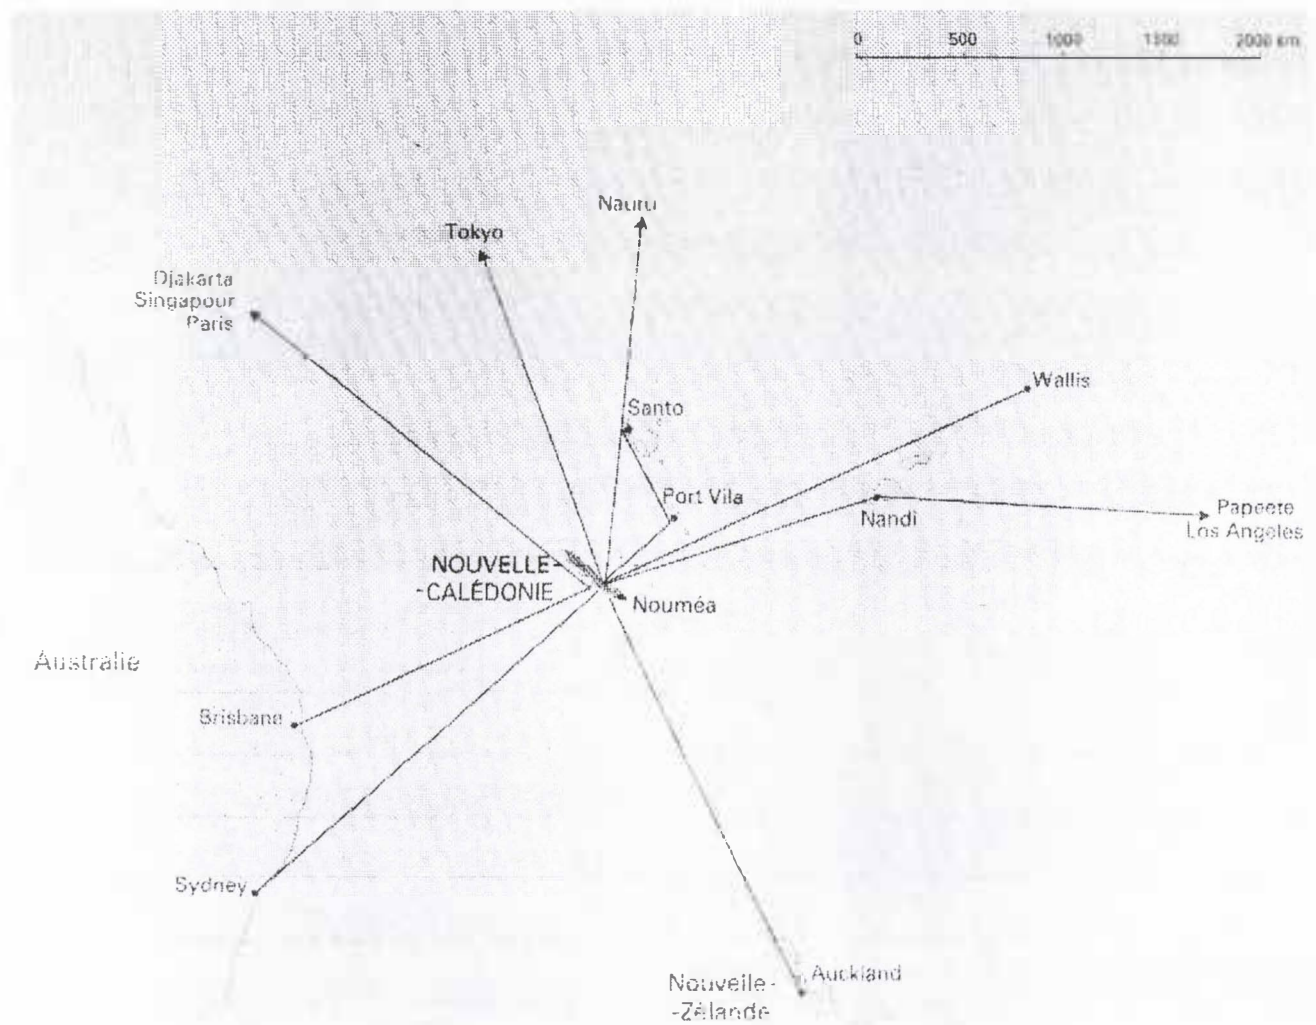 0 500 1000 1500 2000 km
Nauru
Tokyo
Djakarta
Singapour
Paris
Wallis
Santo
Port Vila
Nandi
Papeete
Los Angeles
NOUVELLE-
-CALÉDONIE
Nouméa
Australie
Brisbane
Sydney
Auckland
Nouvelle-
-Zélande